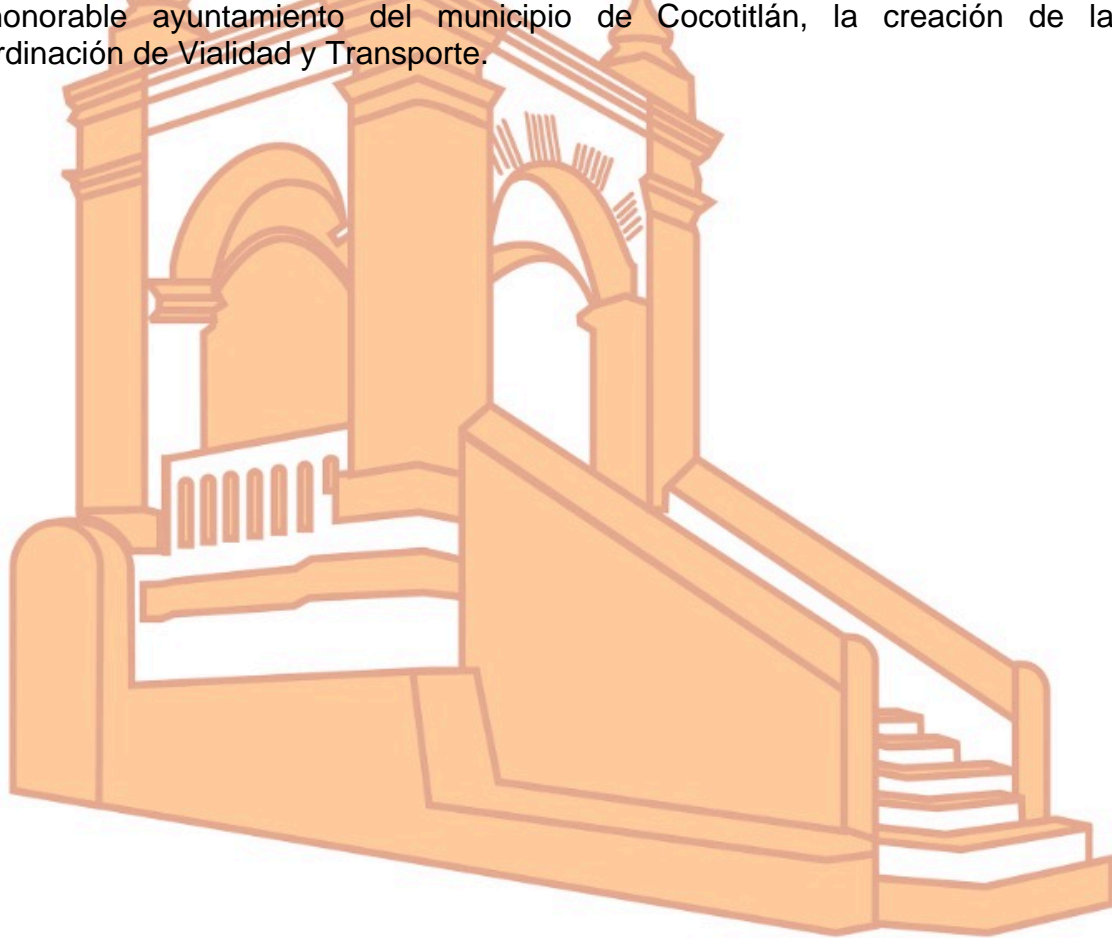 honorable ayuntamiento del municipio de Cocotitlán, la creación de la
rdinación de Vialidad y Transporte.